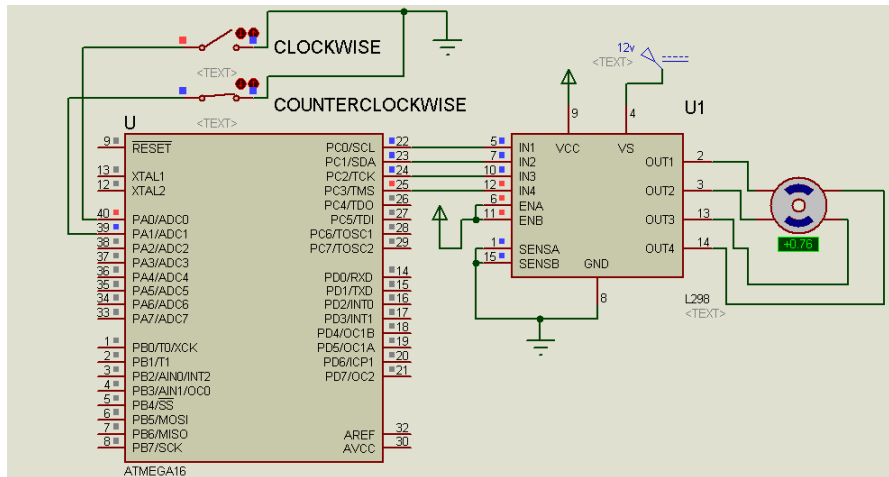 CLOCKWISE
<TEXT>
COUNTERCLOCKWISE
<TEXT>
12v
<TEXT>
U
U1
9 RESET
13 XTAL1
12 XTAL2
40 PA0/ADC0
39 PA1/ADC1
38 PA2/ADC2
37 PA3/ADC3
36 PA4/ADC4
35 PA5/ADC5
34 PA6/ADC6
33 PA7/ADC7
1 PB0/T0/XCK
2 PB1/T1
3 PB2/AIN0/INT2
4 PB3/AIN1/OC0
5 PB4/SS
6 PB5/MOSI
7 PB6/MISO
8 PB7/SCK
PC0/SCL 22
PC1/SDA 23
PC2/TCK 24
PC3/TMS 25
PC4/TDO 26
PC5/TDI 27
PC6/TOSC1 28
PC7/TOSC2 29
PD0/RXD 14
PD1/TXD 15
PD2/INT0 16
PD3/INT1 17
PD4/OC1B 18
PD5/OC1A 19
PD6/ICP1 20
PD7/OC2 21
AREF 32
AVCC 30
ATMEGA16
9 VCC
4 VS
5 IN1
7 IN2
10 IN3
12 IN4
6 ENA
11 ENB
1 SENSA
15 SENSB
GND
8
OUT1 2
OUT2 3
OUT3 13
OUT4 14
L298
<TEXT>
+0.76